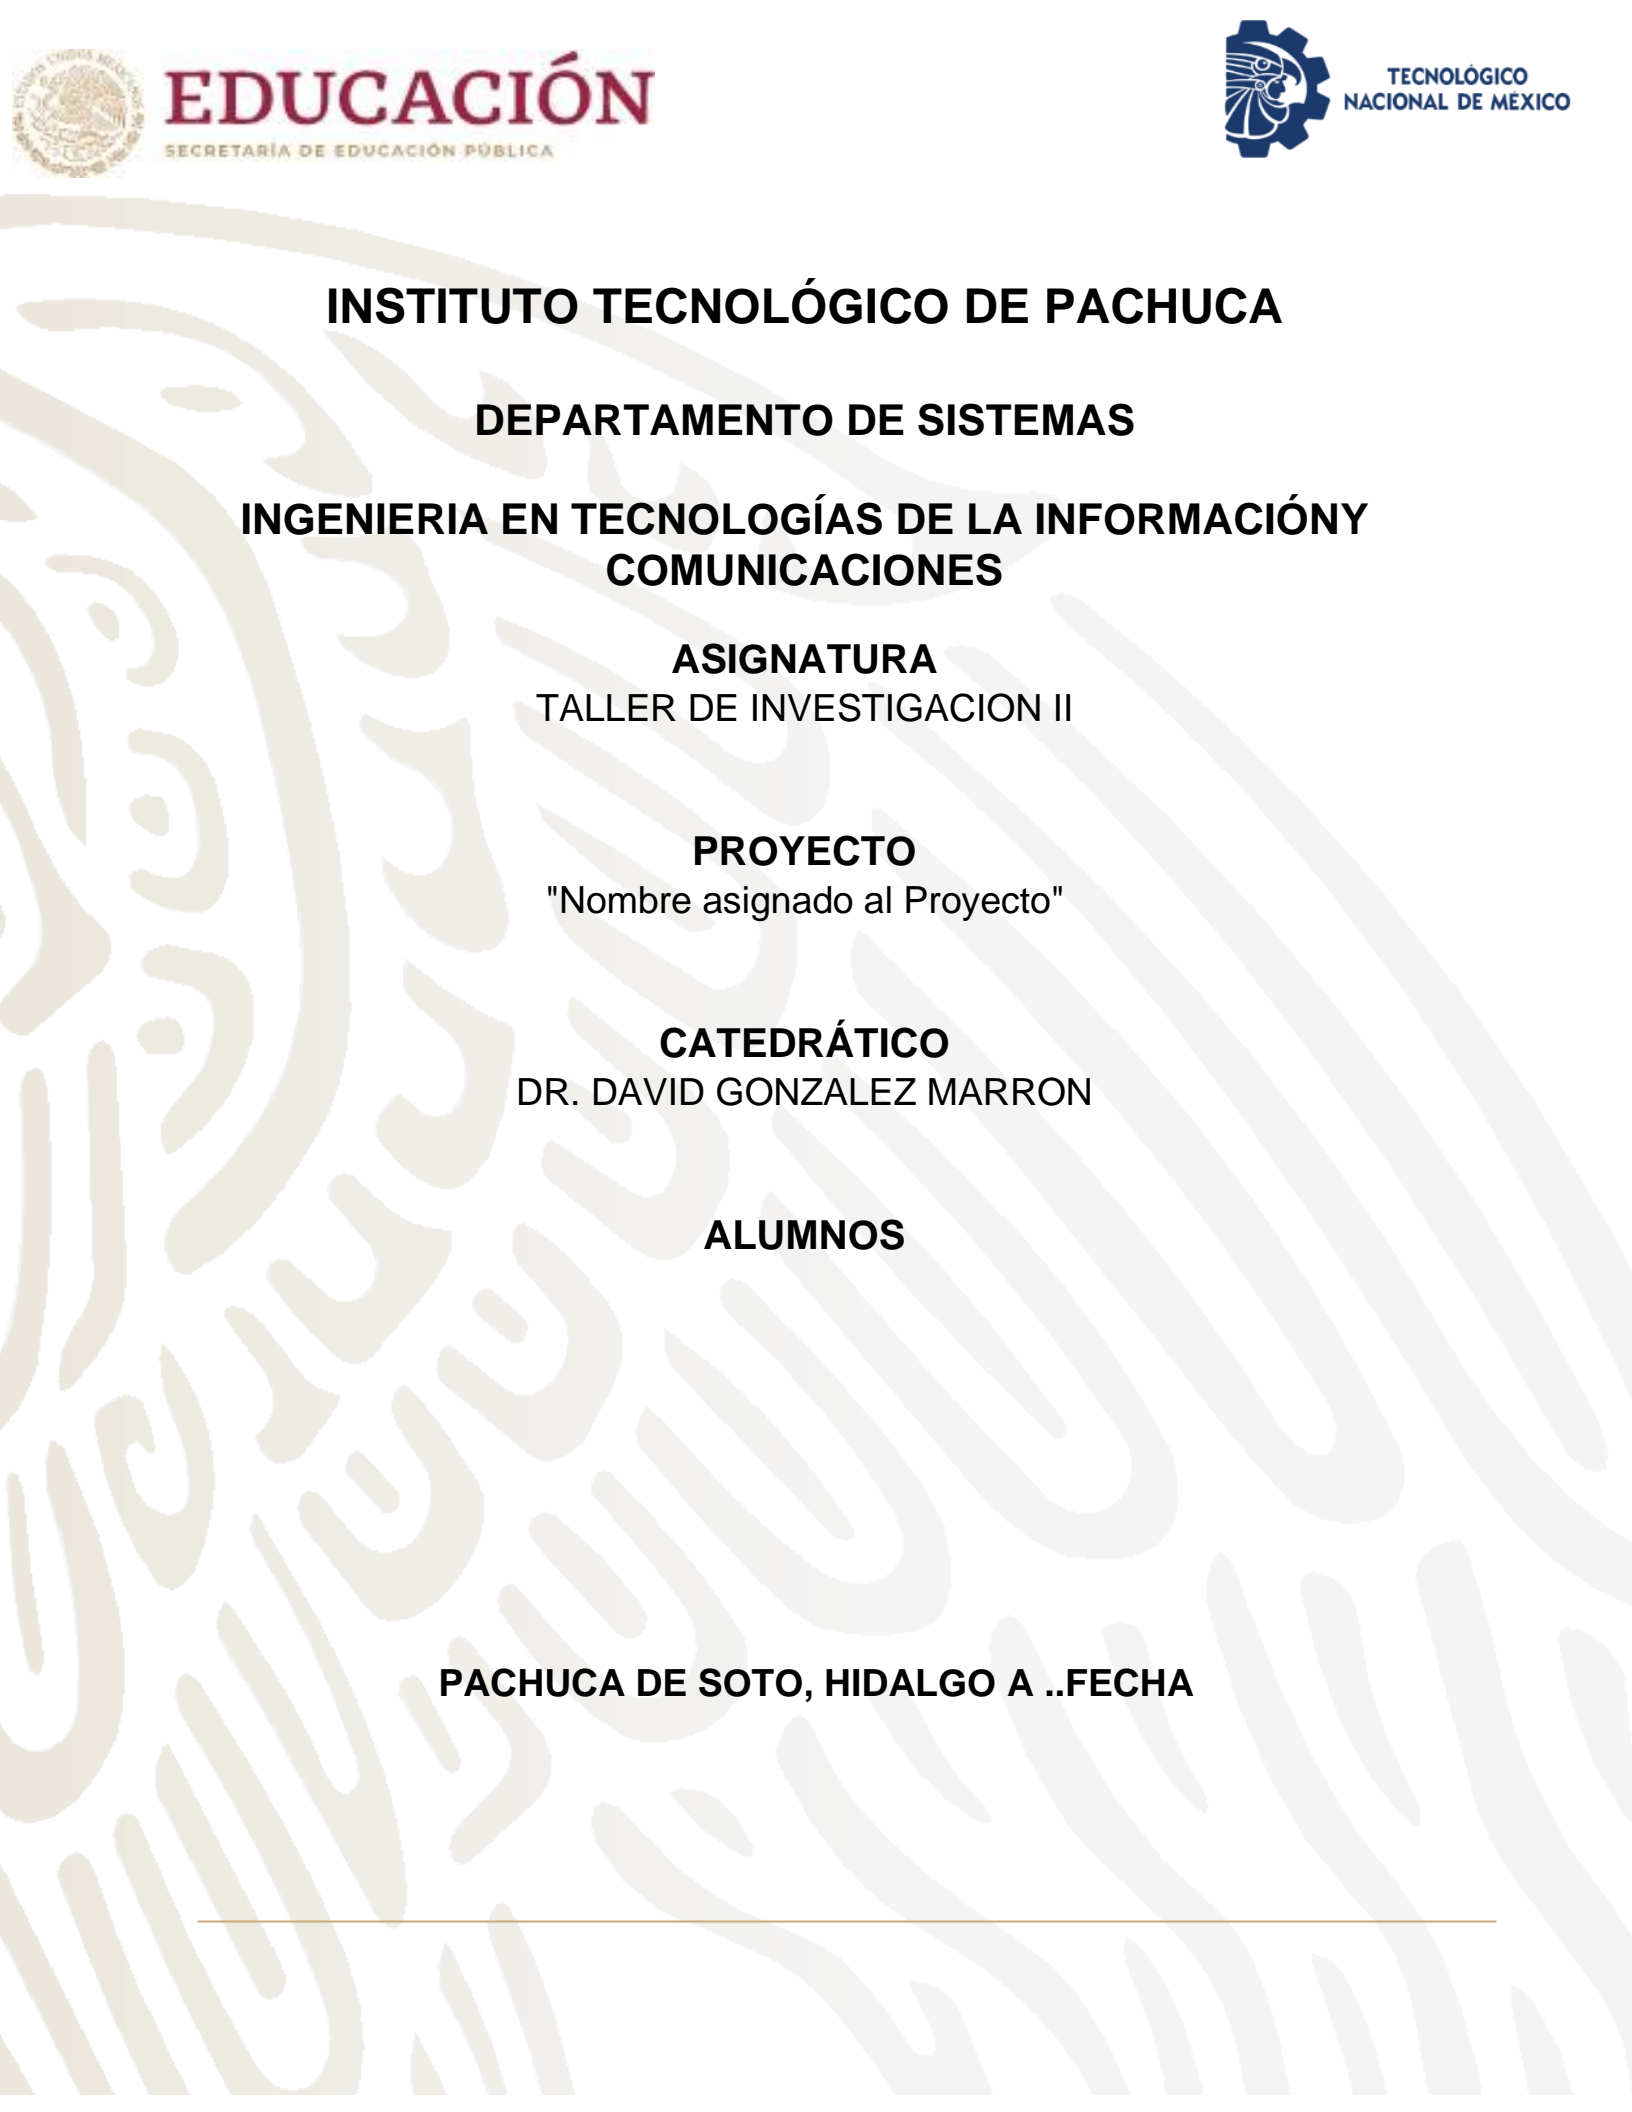 EDUCACIÓN
SECRETARÍA DE EDUCACIÓN PÚBLICA
TECNOLÓGICO
NACIONAL DE MÉXICO
INSTITUTO TECNOLÓGICO DE PACHUCA
DEPARTAMENTO DE SISTEMAS
INGENIERIA EN TECNOLOGÍAS DE LA INFORMACIÓNY
COMUNICACIONES
ASIGNATURA
TALLER DE INVESTIGACION II
PROYECTO
"Nombre asignado al Proyecto"
CATEDRÁTICO
DR. DAVID GONZALEZ MARRON
ALUMNOS
PACHUCA DE SOTO, HIDALGO A ..FECHA